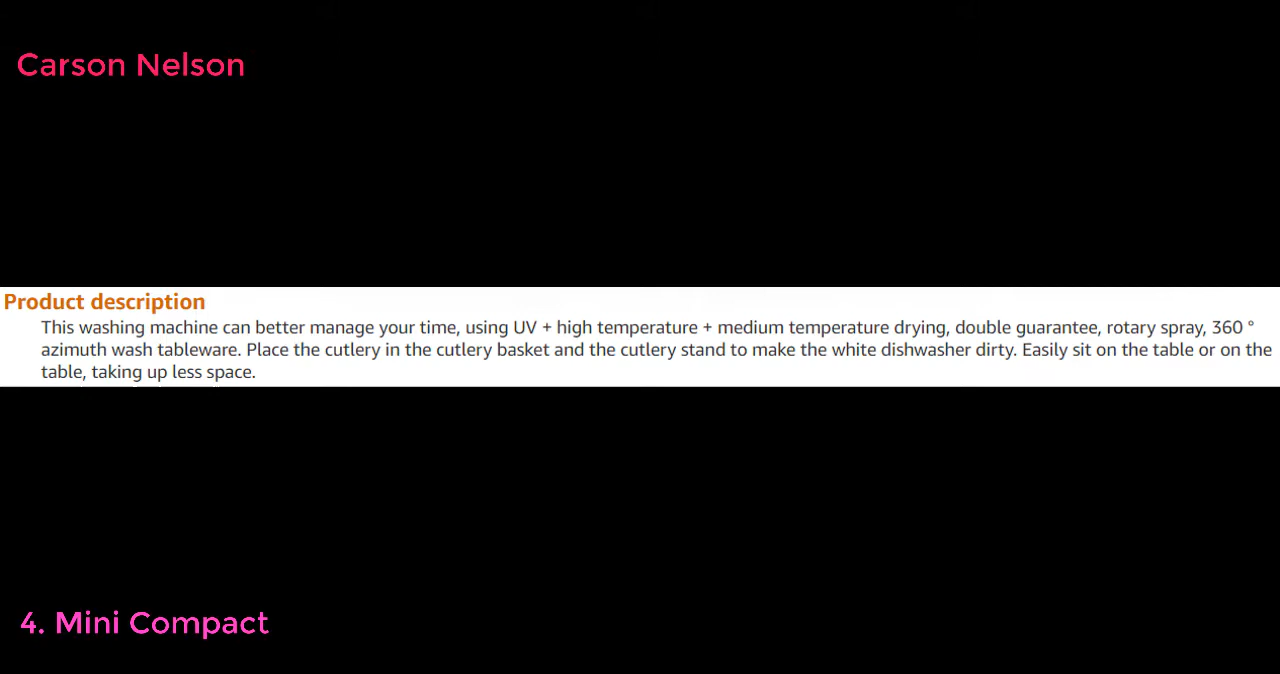 Carson Nelson
Product description
This washing machine can better manage your time, using UV + high temperature + medium temperature drying, double guarantee, rotary spray, 360 °
azimuth wash tableware. Place the cutlery in the cutlery basket and the cutlery stand to make the white dishwasher dirty. Easily sit on the table or on the
table, taking up less space.
4. Mini Compact